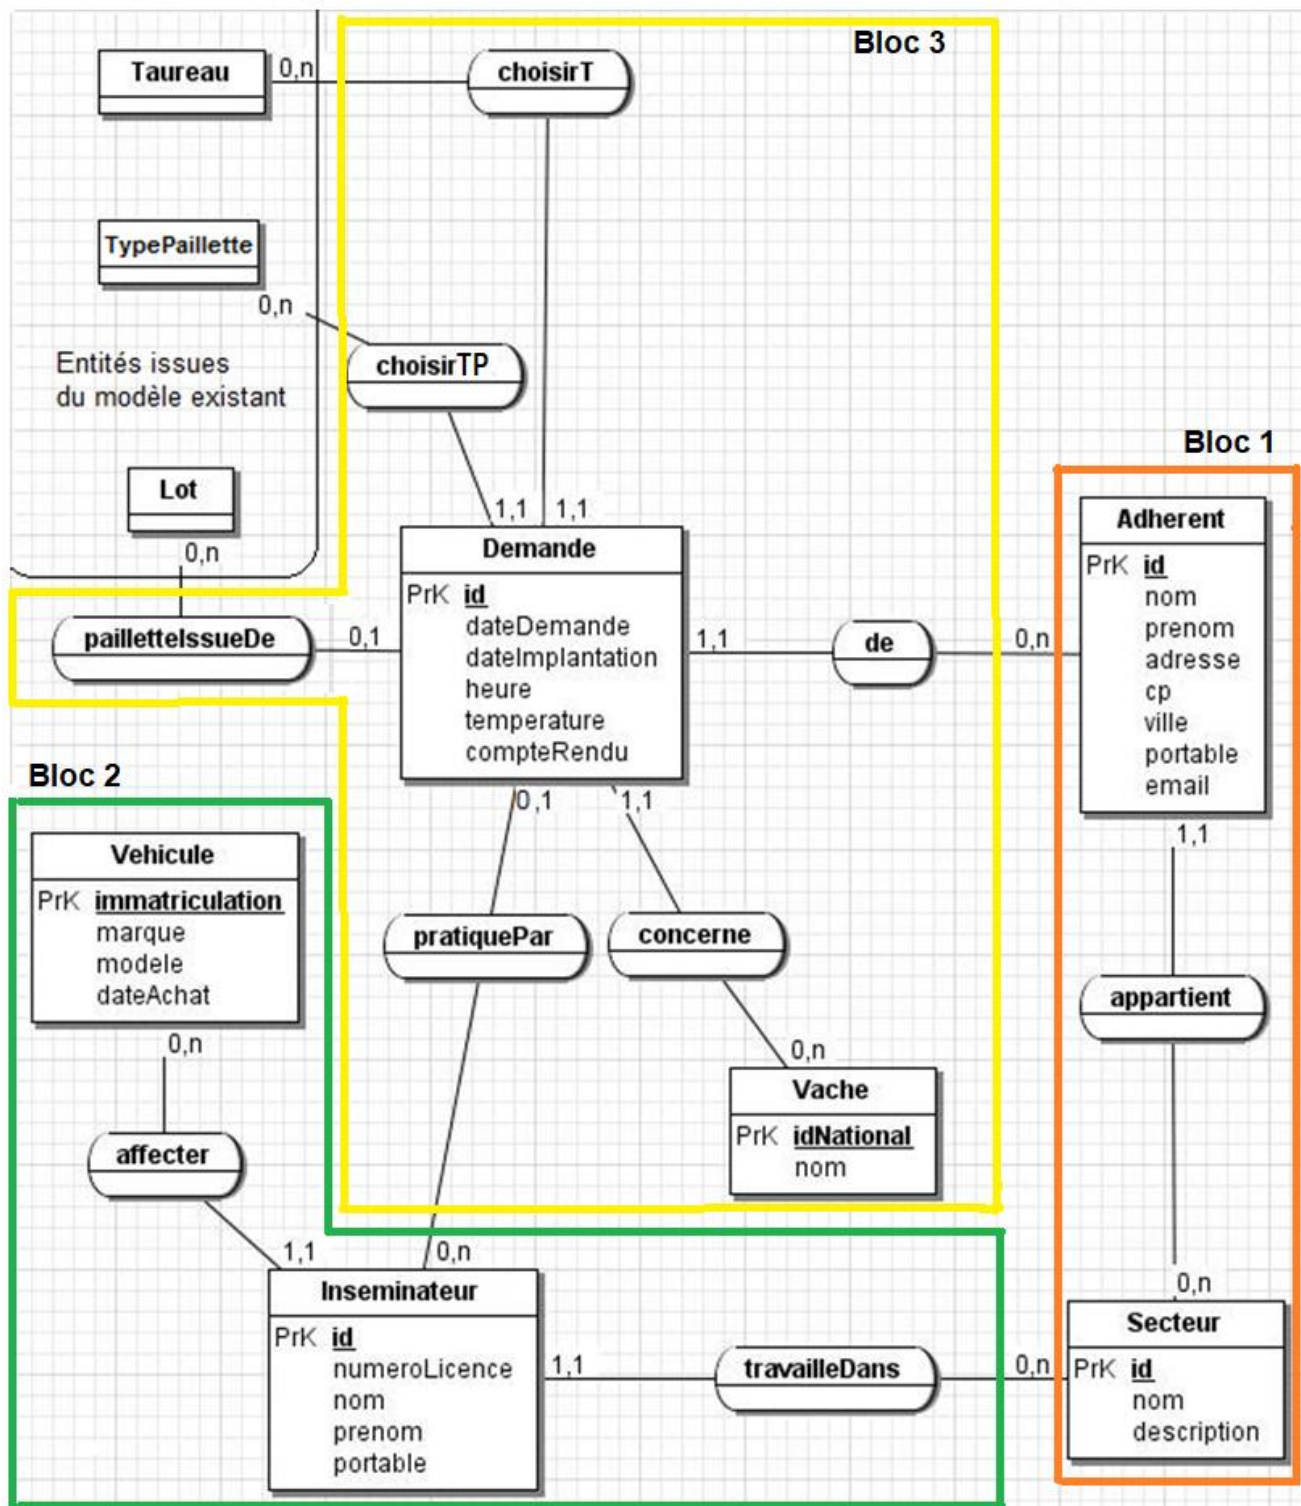 Bloc 3
Taureau
0,n
choisirT
TypePaillette
0,n
choisirTP
Entités issues
du modèle existant
Bloc 1
Lot
0,n
1,1
1,1
Demande
PrK id
dateDemande
dateImplantation
heure
temperature
compteRendu
Adherent
PrK id
nom
prenom
adresse
cp
ville
portable
email
pailletteIssueDe
0,1
1,1
de
0,n
Bloc 2
0,1
1,1
1,1
Vehicule
PrK immatriculation
marque
modele
dateAchat
pratiquePar
concerne
appartient
0,n
0,n
Vache
PrK idNational
nom
affecter
1,1
0,n
0,n
Inseminateur
PrK id
numeroLicence
nom
prenom
portable
1,1
travailleDans
0,n
Secteur
PrK id
nom
description